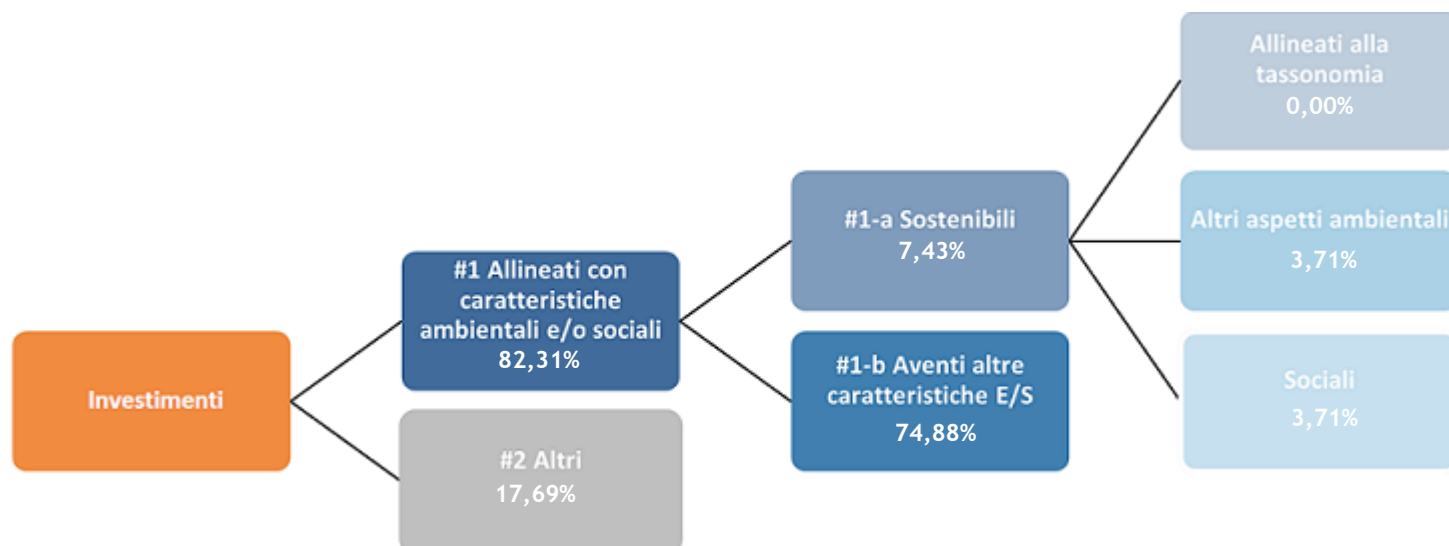 Investimenti
#1 Allineati con
caratteristiche
ambientali e/o sociali
82,31%
#2 Altri
17,69%
#1-a Sostenibili
7,43%
#1-b Aventi altre
caratteristiche E/S
74,88%
Allineati alla
tassonomia
0,00%
Altri aspetti ambientali
3,71%
Sociali
3,71%